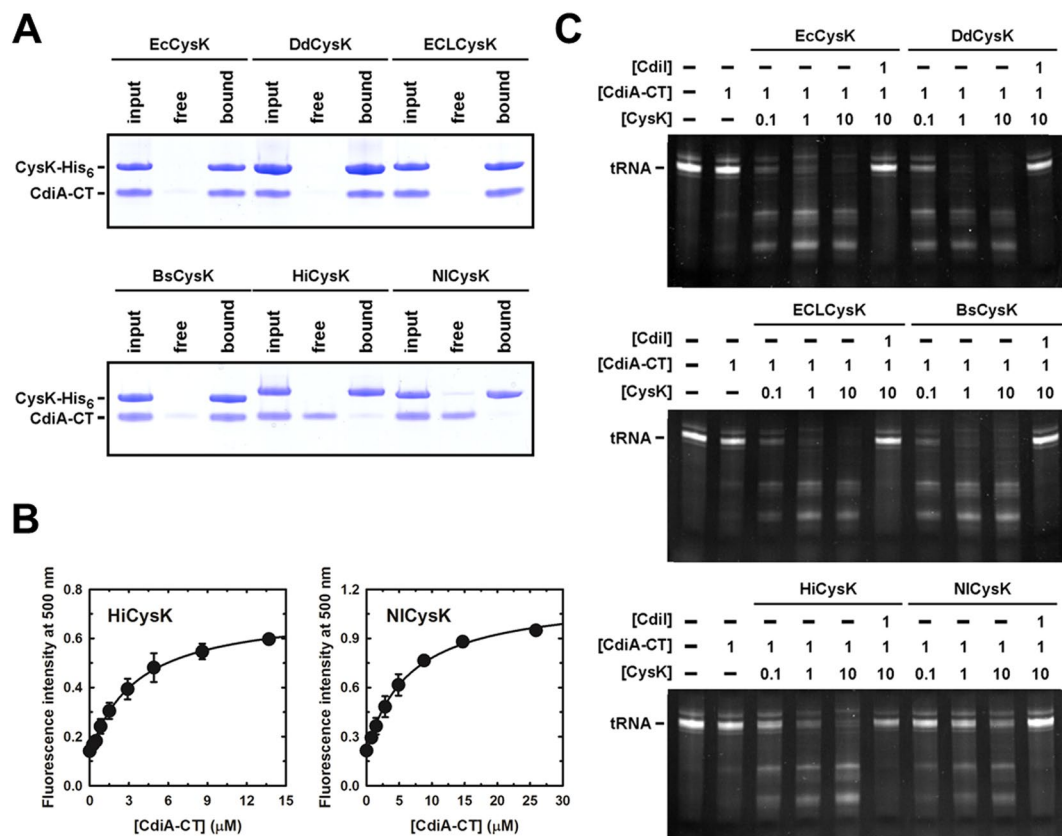 A
EcCysK DdCysK ECLCysK
input free bound input free bound input free bound
CysK-His6
CdiA-CT
BsCysK HiCysK NlCysK
input free bound input free bound input free bound
CysK-His6
CdiA-CT
B
Fluorescence intensity at 500 nm
0.8
0.6
0.4
0.2
0.0
HiCysK
0 3 6 9 12 15
[CdiA-CT] (μM)
Fluorescence intensity at 500 nm
1.2
0.9
0.6
0.3
0.0
NlCysK
0 5 10 15 20 25 30
[CdiA-CT] (μM)
C
EcCysK DdCysK
[CdiI] – – – – – 1 – – – 1
[CdiA-CT] – 1 1 1 1 1 1 1 1 1
[CysK] – – 0.1 1 10 10 0.1 1 10 10
tRNA
ECLCysK BsCysK
[CdiI] – – – – – 1 – – – 1
[CdiA-CT] – 1 1 1 1 1 1 1 1 1
[CysK] – – 0.1 1 10 10 0.1 1 10 10
tRNA
HiCysK NlCysK
[CdiI] – – – – – 1 – – – 1
[CdiA-CT] – 1 1 1 1 1 1 1 1 1
[CysK] – – 0.1 1 10 10 0.1 1 10 10
tRNA